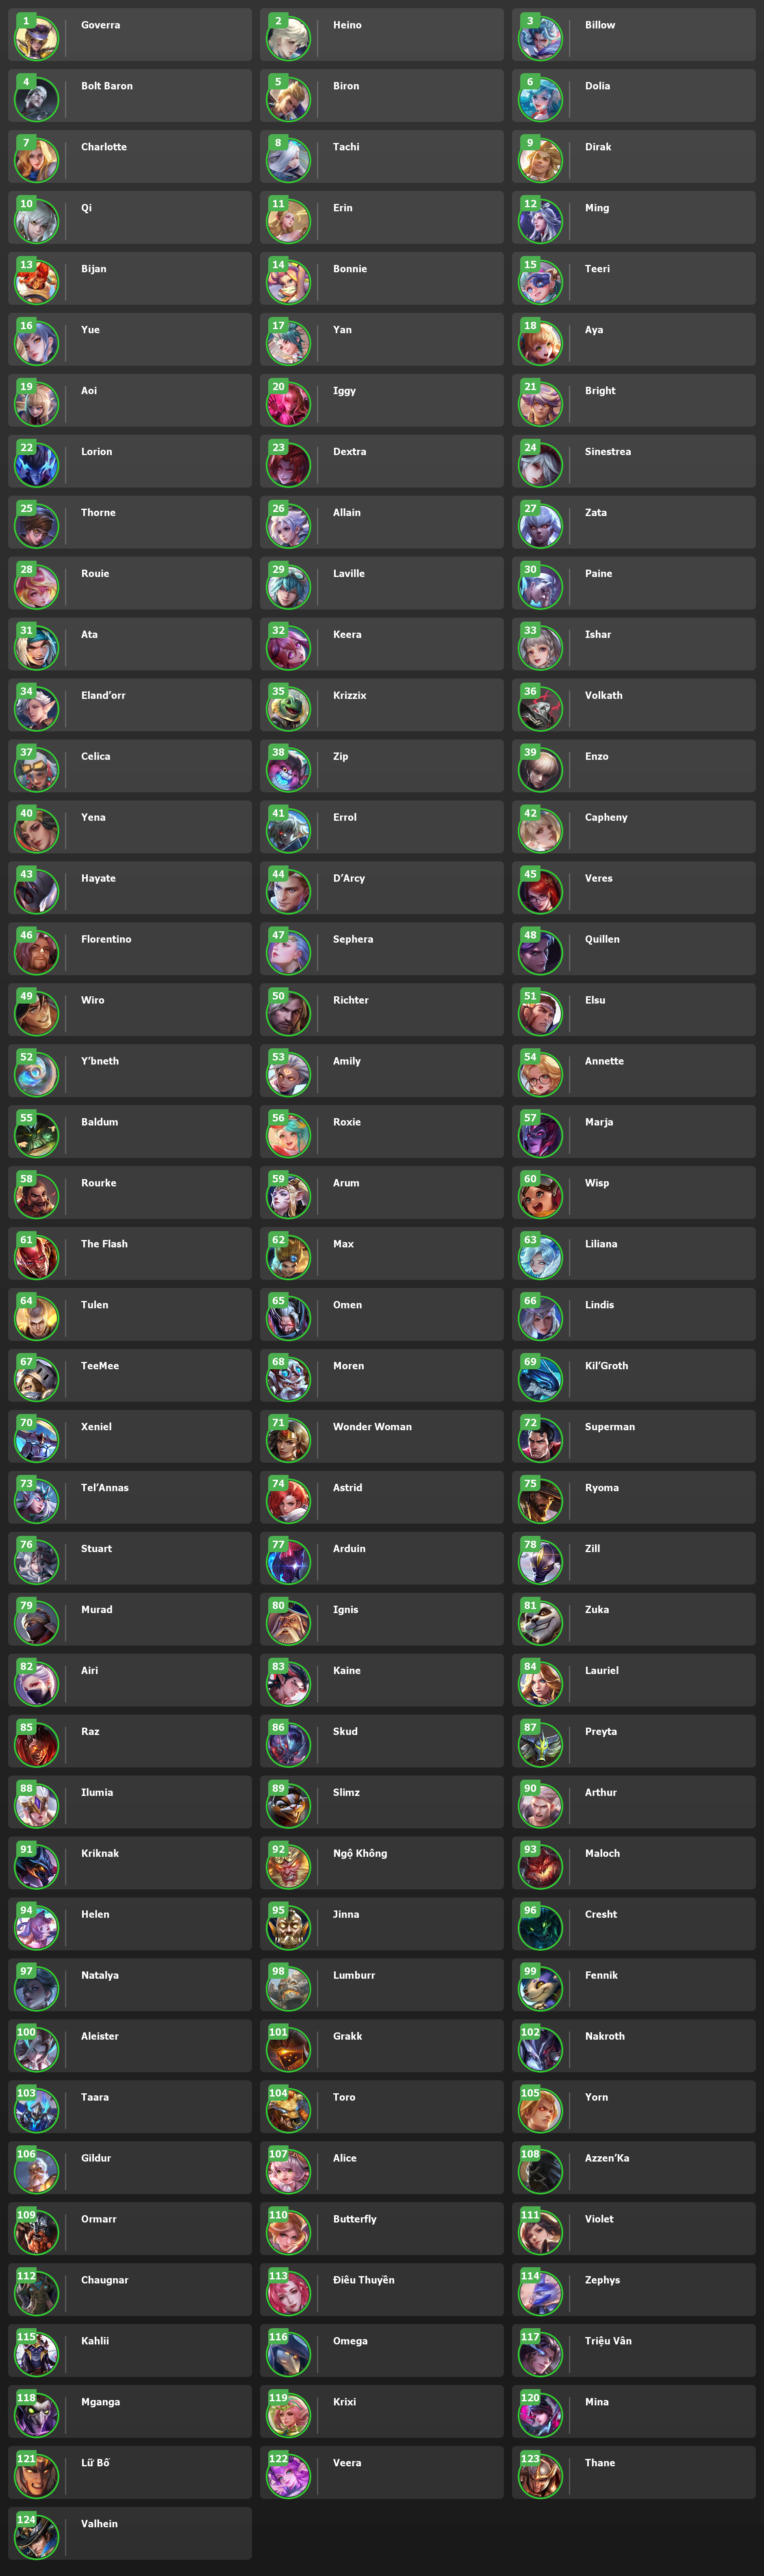 1 Goverra
2 Heino
3 Billow
4 Bolt Baron
5 Biron
6 Dolia
7 Charlotte
8 Tachi
9 Dirak
10 Qi
11 Erin
12 Ming
13 Bijan
14 Bonnie
15 Teeri
16 Yue
17 Yan
18 Aya
19 Aoi
20 Iggy
21 Bright
22 Lorion
23 Dextra
24 Sinestrea
25 Thorne
26 Allain
27 Zata
28 Rouie
29 Laville
30 Paine
31 Ata
32 Keera
33 Ishar
34 Eland’orr
35 Krizzix
36 Volkath
37 Celica
38 Zip
39 Enzo
40 Yena
41 Errol
42 Capheny
43 Hayate
44 D’Arcy
45 Veres
46 Florentino
47 Sephera
48 Quillen
49 Wiro
50 Richter
51 Elsu
52 Y’bneth
53 Amily
54 Annette
55 Baldum
56 Roxie
57 Marja
58 Rourke
59 Arum
60 Wisp
61 The Flash
62 Max
63 Liliana
64 Tulen
65 Omen
66 Lindis
67 TeeMee
68 Moren
69 Kil’Groth
70 Xeniel
71 Wonder Woman
72 Superman
73 Tel’Annas
74 Astrid
75 Ryoma
76 Stuart
77 Arduin
78 Zill
79 Murad
80 Ignis
81 Zuka
82 Airi
83 Kaine
84 Lauriel
85 Raz
86 Skud
87 Preyta
88 Ilumia
89 Slimz
90 Arthur
91 Kriknak
92 Ngộ Không
93 Maloch
94 Helen
95 Jinna
96 Cresht
97 Natalya
98 Lumburr
99 Fennik
100 Aleister
101 Grakk
102 Nakroth
103 Taara
104 Toro
105 Yorn
106 Gildur
107 Alice
108 Azzen’Ka
109 Ormarr
110 Butterfly
111 Violet
112 Chaugnar
113 Điêu Thuyền
114 Zephys
115 Kahlii
116 Omega
117 Triệu Vân
118 Mganga
119 Krixi
120 Mina
121 Lữ Bố
122 Veera
123 Thane
124 Valhein